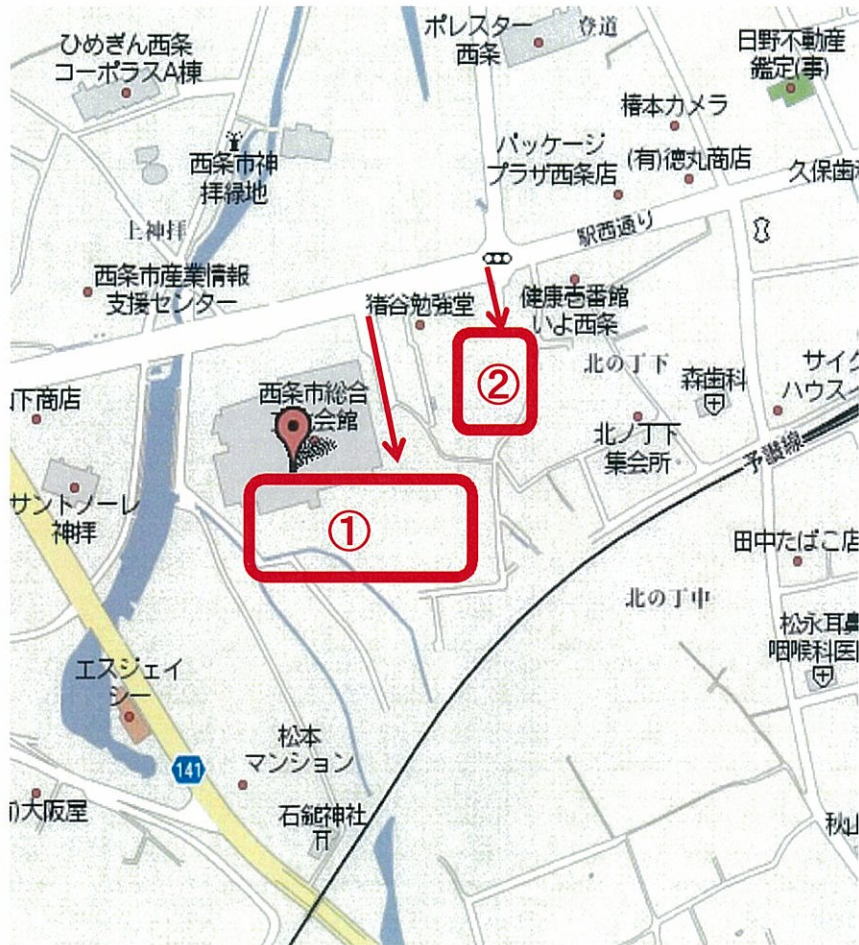 ひめぎん西条
コーポラスA棟
ポレスター
西条
登道
日野不動産
鑑定(事)
椿本カメラ
パッケージ
プラザ西条店
(有)徳丸商店
久保歯
西条市神
拝緑地
上神拝
駅西通り
西条市産業情報
支援センター
猪谷勉強堂
健康壱番館
いよ西条
②
北の丁下
森歯科
サイク
ハウス
下商店
西条市総合
会館
北ノ丁下
集会所
予讃線
サントノーレ
神拝
①
田中たばこ店
北の丁中
松永耳鼻
咽喉科医
エスジェイ
シー
141
松本
マンション
)大阪屋
石鎚神社
秋山